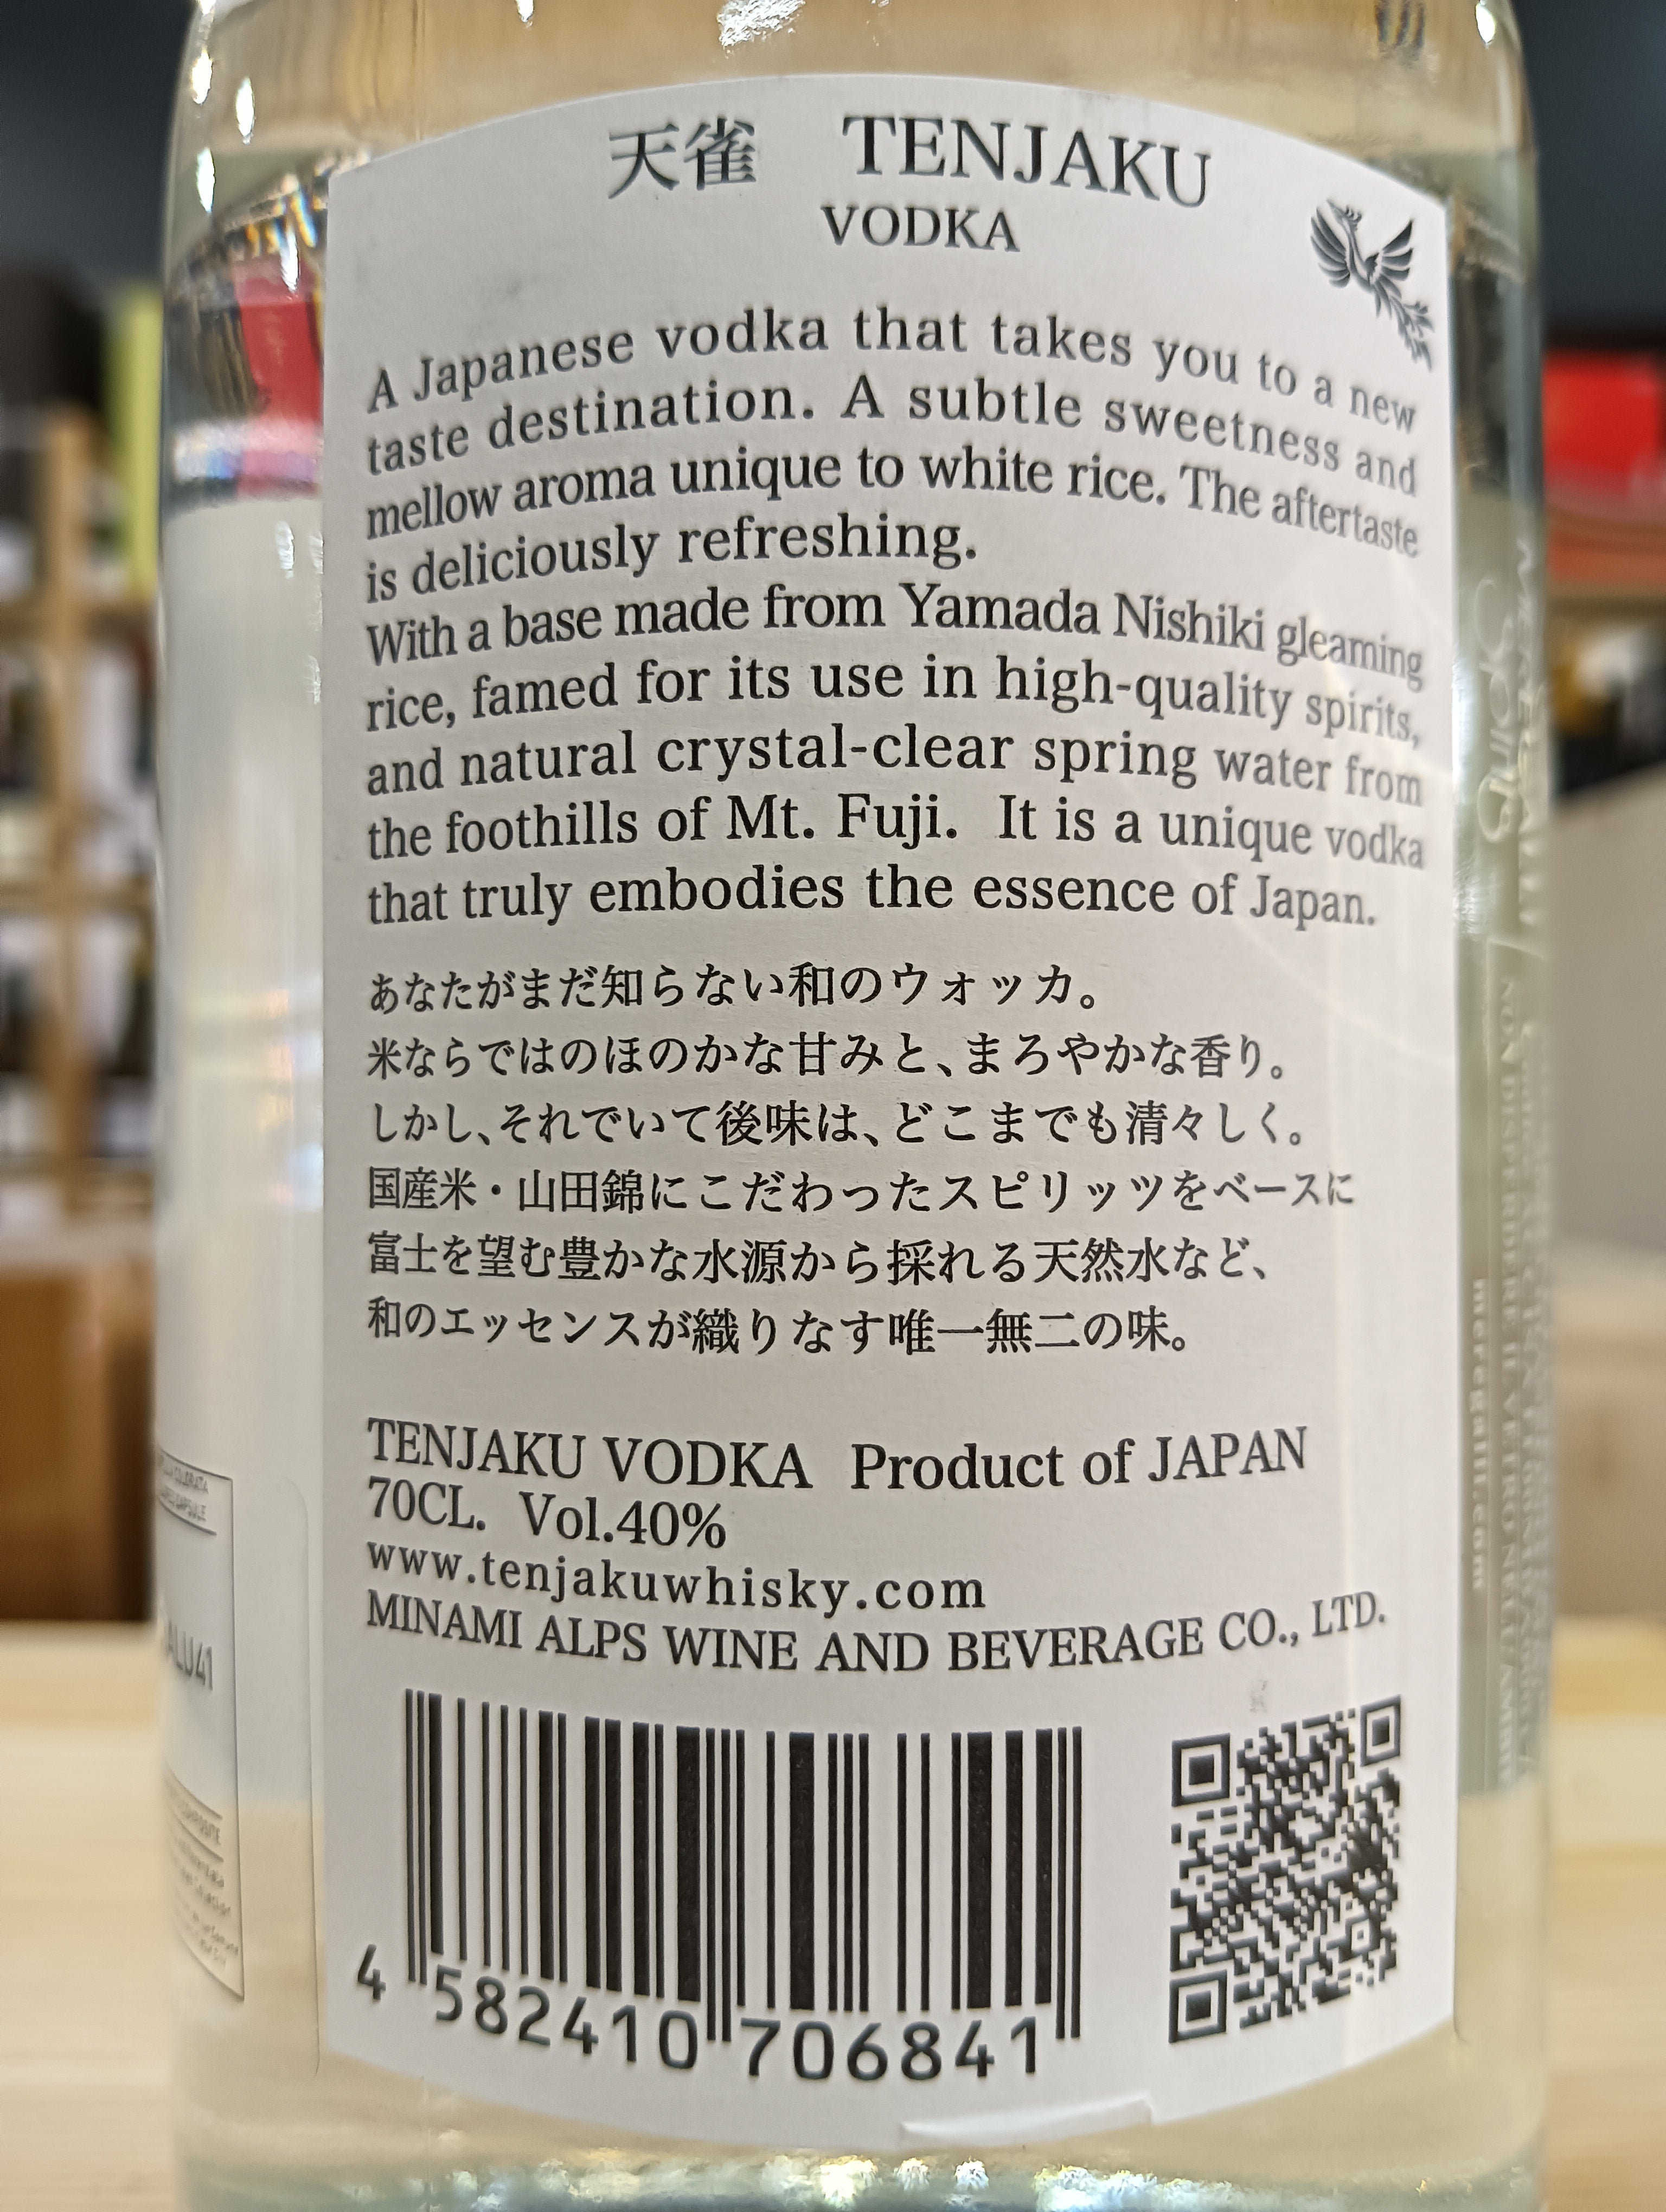 天雀 TENJAKU
VODKA
A Japanese vodka that takes you to a new
taste destination. A subtle sweetness and
mellow aroma unique to white rice. The aftertaste
is deliciously refreshing.
With a base made from Yamada Nishiki gleaming
rice, famed for its use in high-quality spirits,
and natural crystal-clear spring water from
the foothills of Mt. Fuji. It is a unique vodka
that truly embodies the essence of Japan.
あなたがまだ知らない和のウォッカ。
米ならではのほのかな甘みと、まろやかな香り。
しかし、それでいて後味は、どこまでも清々しく。
国産米・山田錦にこだわったスピリッツをベースに
富士を望む豊かな水源から採れる天然水など、
和のエッセンスが織りなす唯一無二の味。
TENJAKU VODKA Product of JAPAN
70CL. Vol.40%
www.tenjakuwhisky.com
MINAMI ALPS WINE AND BEVERAGE CO., LTD.
4 582410 706841
ALU41
meregalli.com